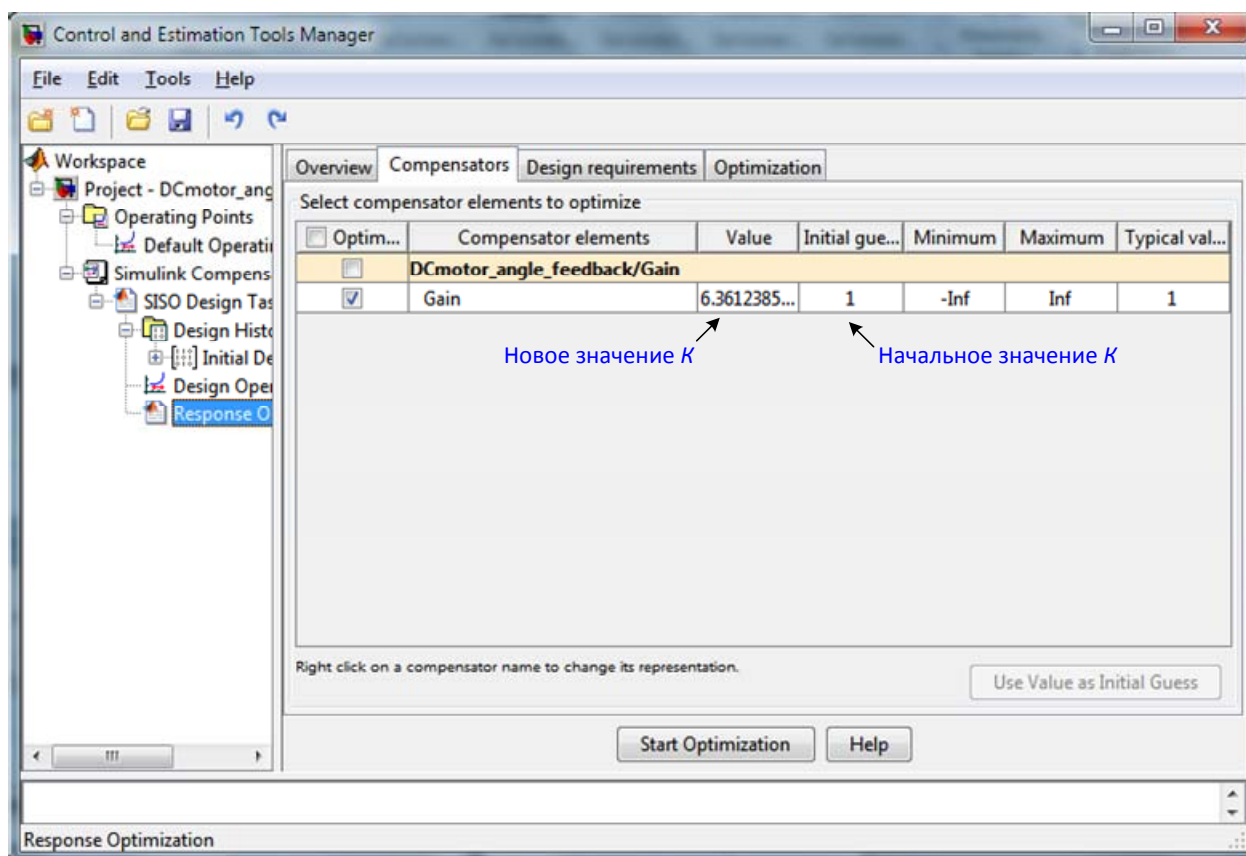 Control and Estimation Tools Manager
File Edit Tools Help
Workspace
Project - DCmotor_ang
Operating Points
Default Operati
Simulink Compens
SISO Design Tas
Design Histo
Initial De
Design Oper
Response O
Overview Compensators Design requirements Optimization
Select compensator elements to optimize
Optim... Compensator elements Value Initial gue... Minimum Maximum Typical val...
DCmotor_angle_feedback/Gain
Gain 6.3612385... 1 -Inf Inf 1
Новое значение K Начальное значение K
Right click on a compensator name to change its representation.
Use Value as Initial Guess
Start Optimization Help
Response Optimization